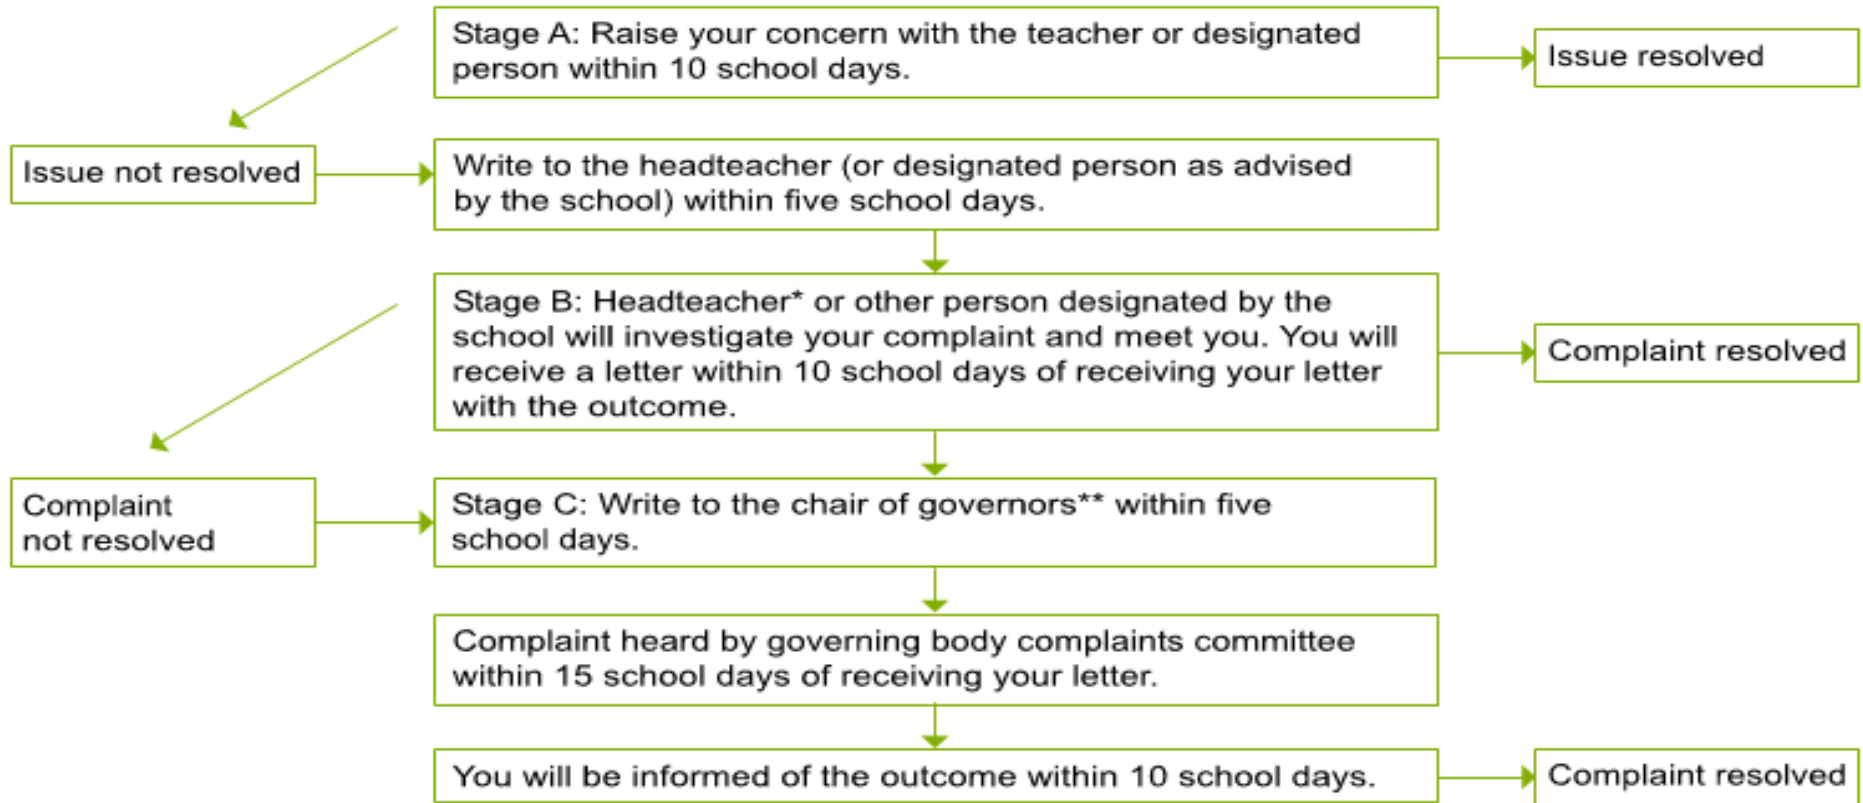 Stage A: Raise your concern with the teacher or designated
person within 10 school days.
Issue resolved
Issue not resolved
Write to the headteacher (or designated person as advised
by the school) within five school days.
Stage B: Headteacher* or other person designated by the
school will investigate your complaint and meet you. You will
receive a letter within 10 school days of receiving your letter
with the outcome.
Complaint resolved
Complaint
not resolved
Stage C: Write to the chair of governors** within five
school days.
Complaint heard by governing body complaints committee
within 15 school days of receiving your letter.
You will be informed of the outcome within 10 school days.
Complaint resolved